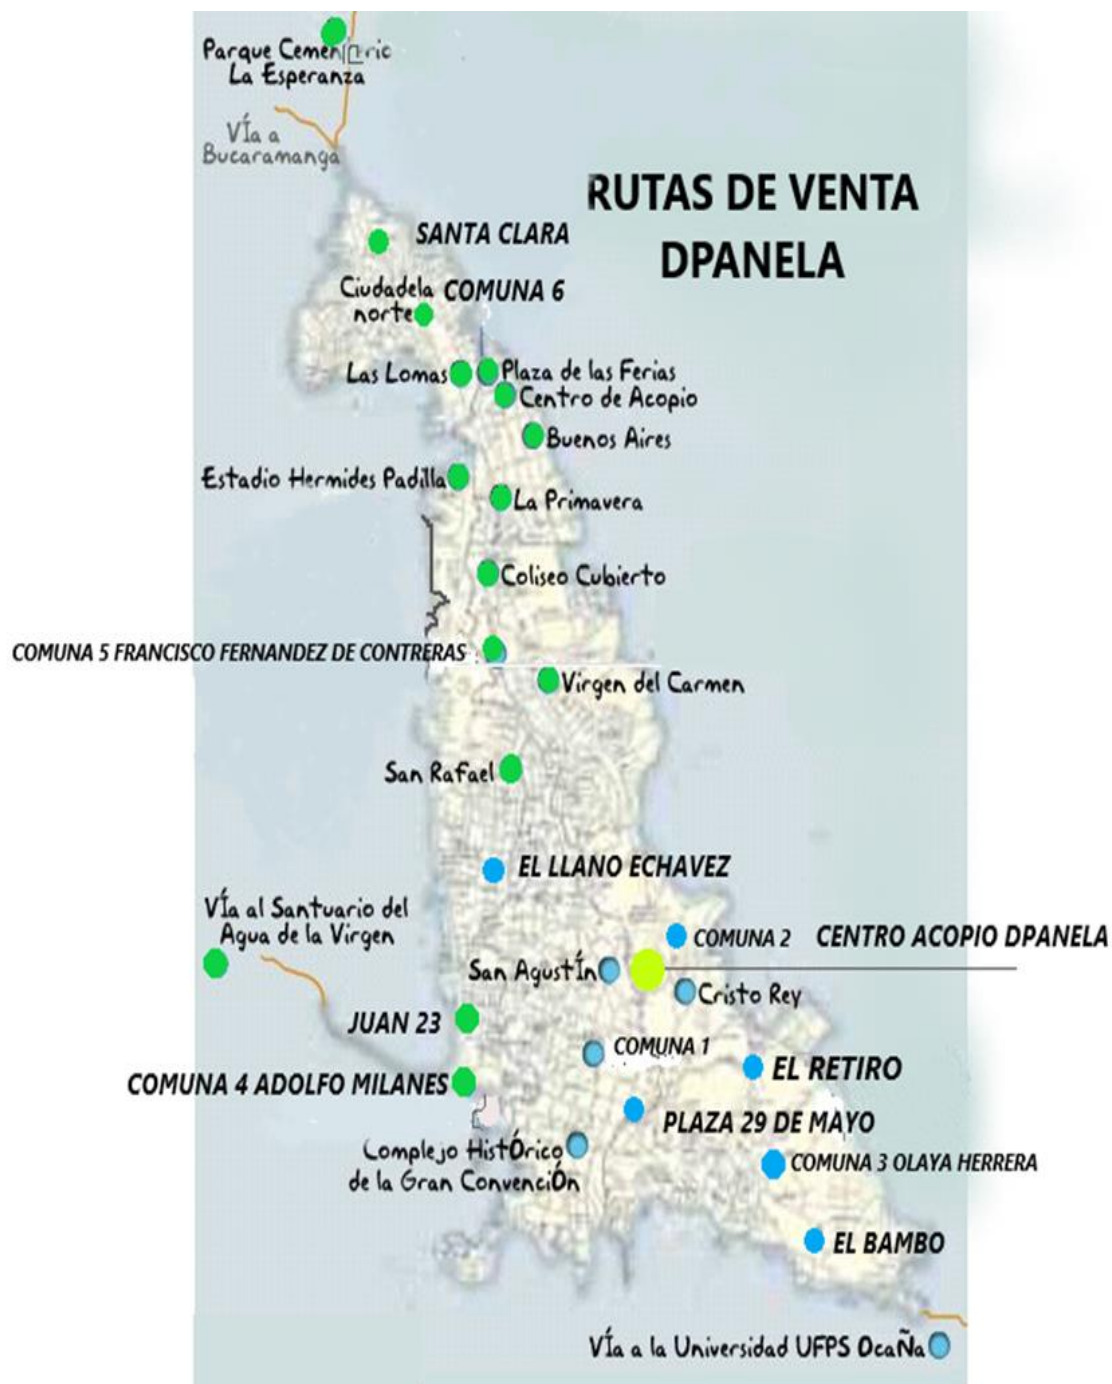 Parque Cementerio
La Esperanza
Vía a
Bucaramanga
RUTAS DE VENTA
DPANELA
SANTA CLARA
Ciudadela
norte
COMUNA 6
Las Lomas
Plaza de las Ferias
Centro de Acopio
Buenos Aires
Estadio Hermides Padilla
La Primavera
Coliseo Cubierto
COMUNA 5 FRANCISCO FERNANDEZ DE CONTRERAS
Virgen del Carmen
San Rafael
EL LLANO ECHAVEZ
Vía al Santuario del
Agua de la Virgen
COMUNA 2
CENTRO ACOPIO DPANELA
San Agustín
Cristo Rey
JUAN 23
COMUNA 1
EL RETIRO
COMUNA 4 ADOLFO MILANES
PLAZA 29 DE MAYO
Complejo Histórico
de la Gran Convención
COMUNA 3 OLAYA HERRERA
EL BAMBO
Vía a la Universidad UFPS Ocaña